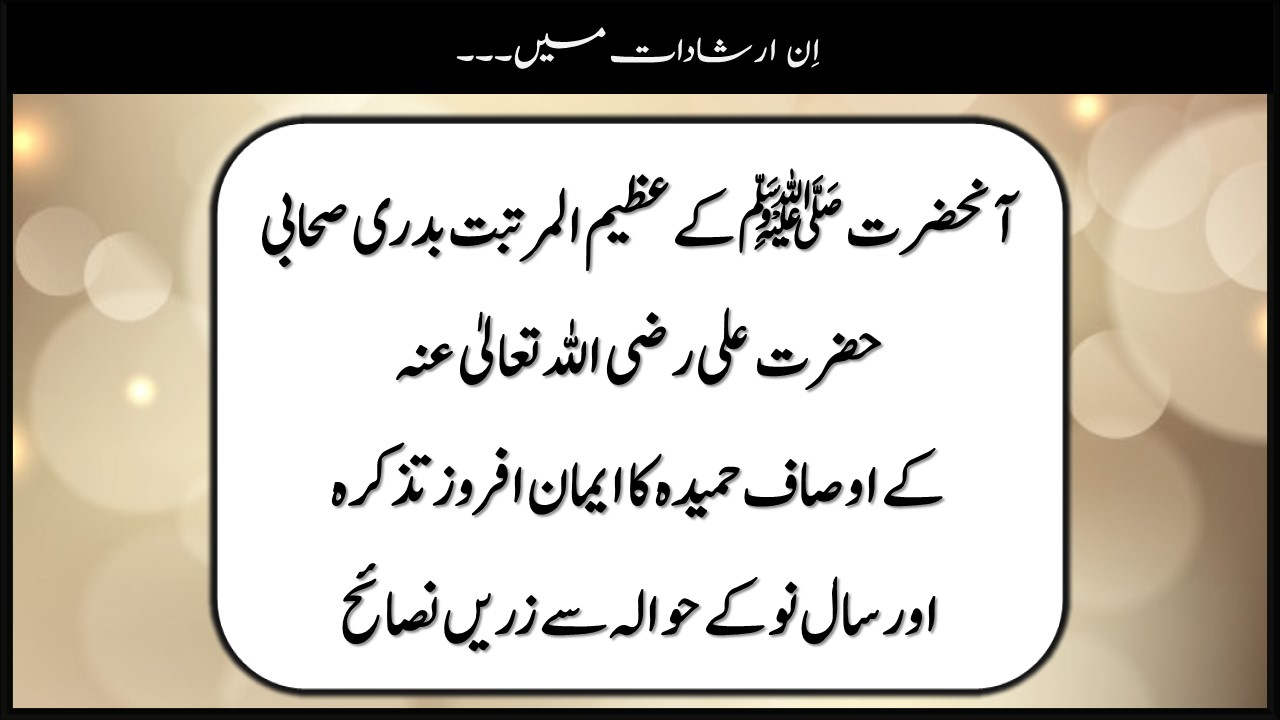 اِن ارشادات میں۔۔۔
آنحضرت ﷺ کے عظیم المرتبت بدری صحابی
حضرت علی رضی اللہ تعالیٰ عنہ
کے اوصاف حمیدہ کا ایمان افروز تذکرہ
اور سال نو کے حوالہ سے زریں نصائح